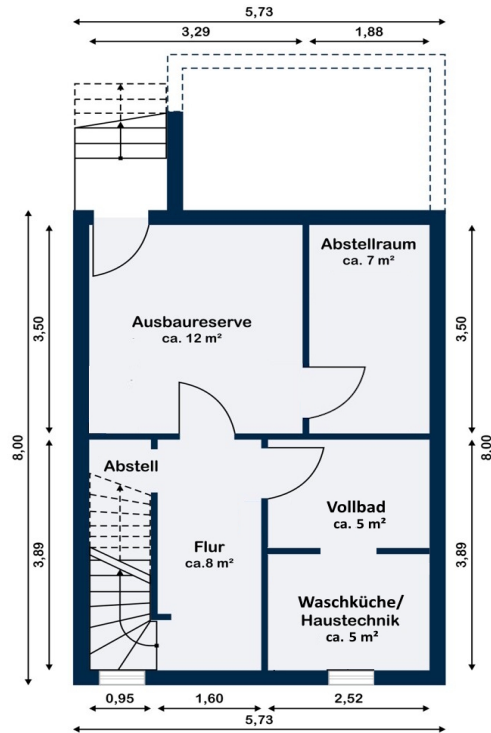 5,73
3,29
1,88
Abstellraum
ca. 7 m²
3,50
Ausbaureserve
ca. 12 m²
3,50
8,00
8,00
Abstell
Vollbad
ca. 5 m²
3,89
Flur
ca.8 m²
3,89
Waschküche/
Haustechnik
ca. 5 m²
0,95
1,60
2,52
5,73